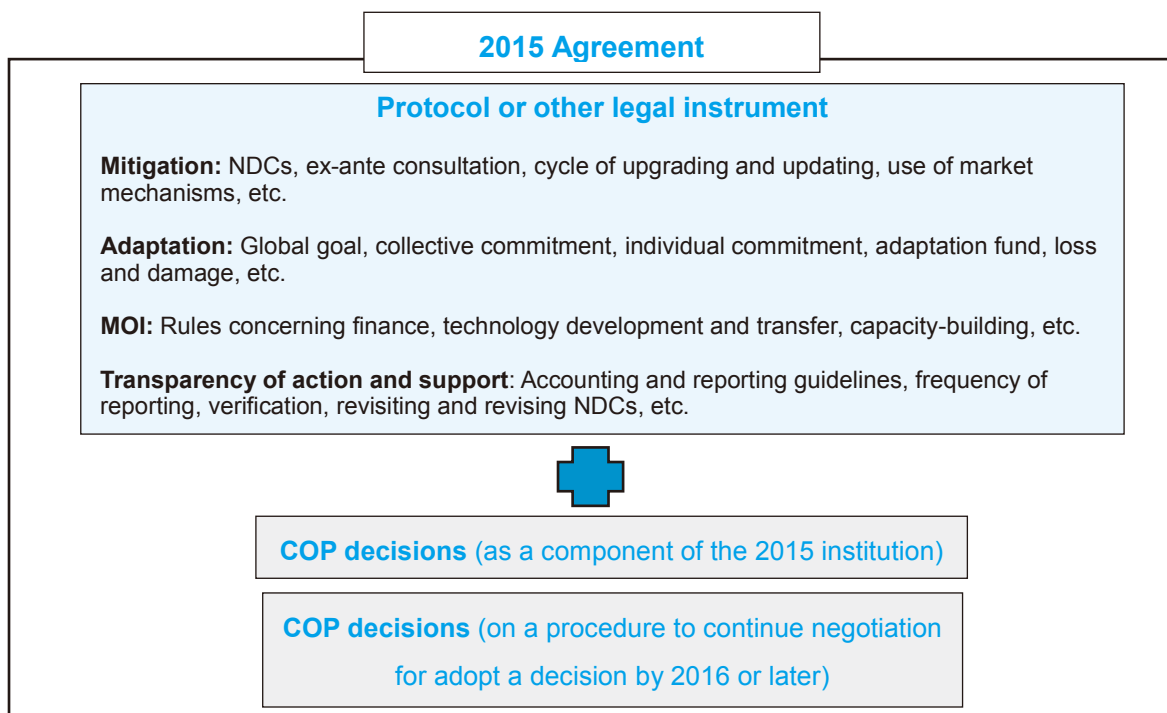 2015 Agreement
Protocol or other legal instrument
Mitigation: NDCs, ex-ante consultation, cycle of upgrading and updating, use of market
mechanisms, etc.
Adaptation: Global goal, collective commitment, individual commitment, adaptation fund, loss
and damage, etc.
MOI: Rules concerning finance, technology development and transfer, capacity-building, etc.
Transparency of action and support: Accounting and reporting guidelines, frequency of
reporting, verification, revisiting and revising NDCs, etc.
COP decisions (as a component of the 2015 institution)
COP decisions (on a procedure to continue negotiation
for adopt a decision by 2016 or later)